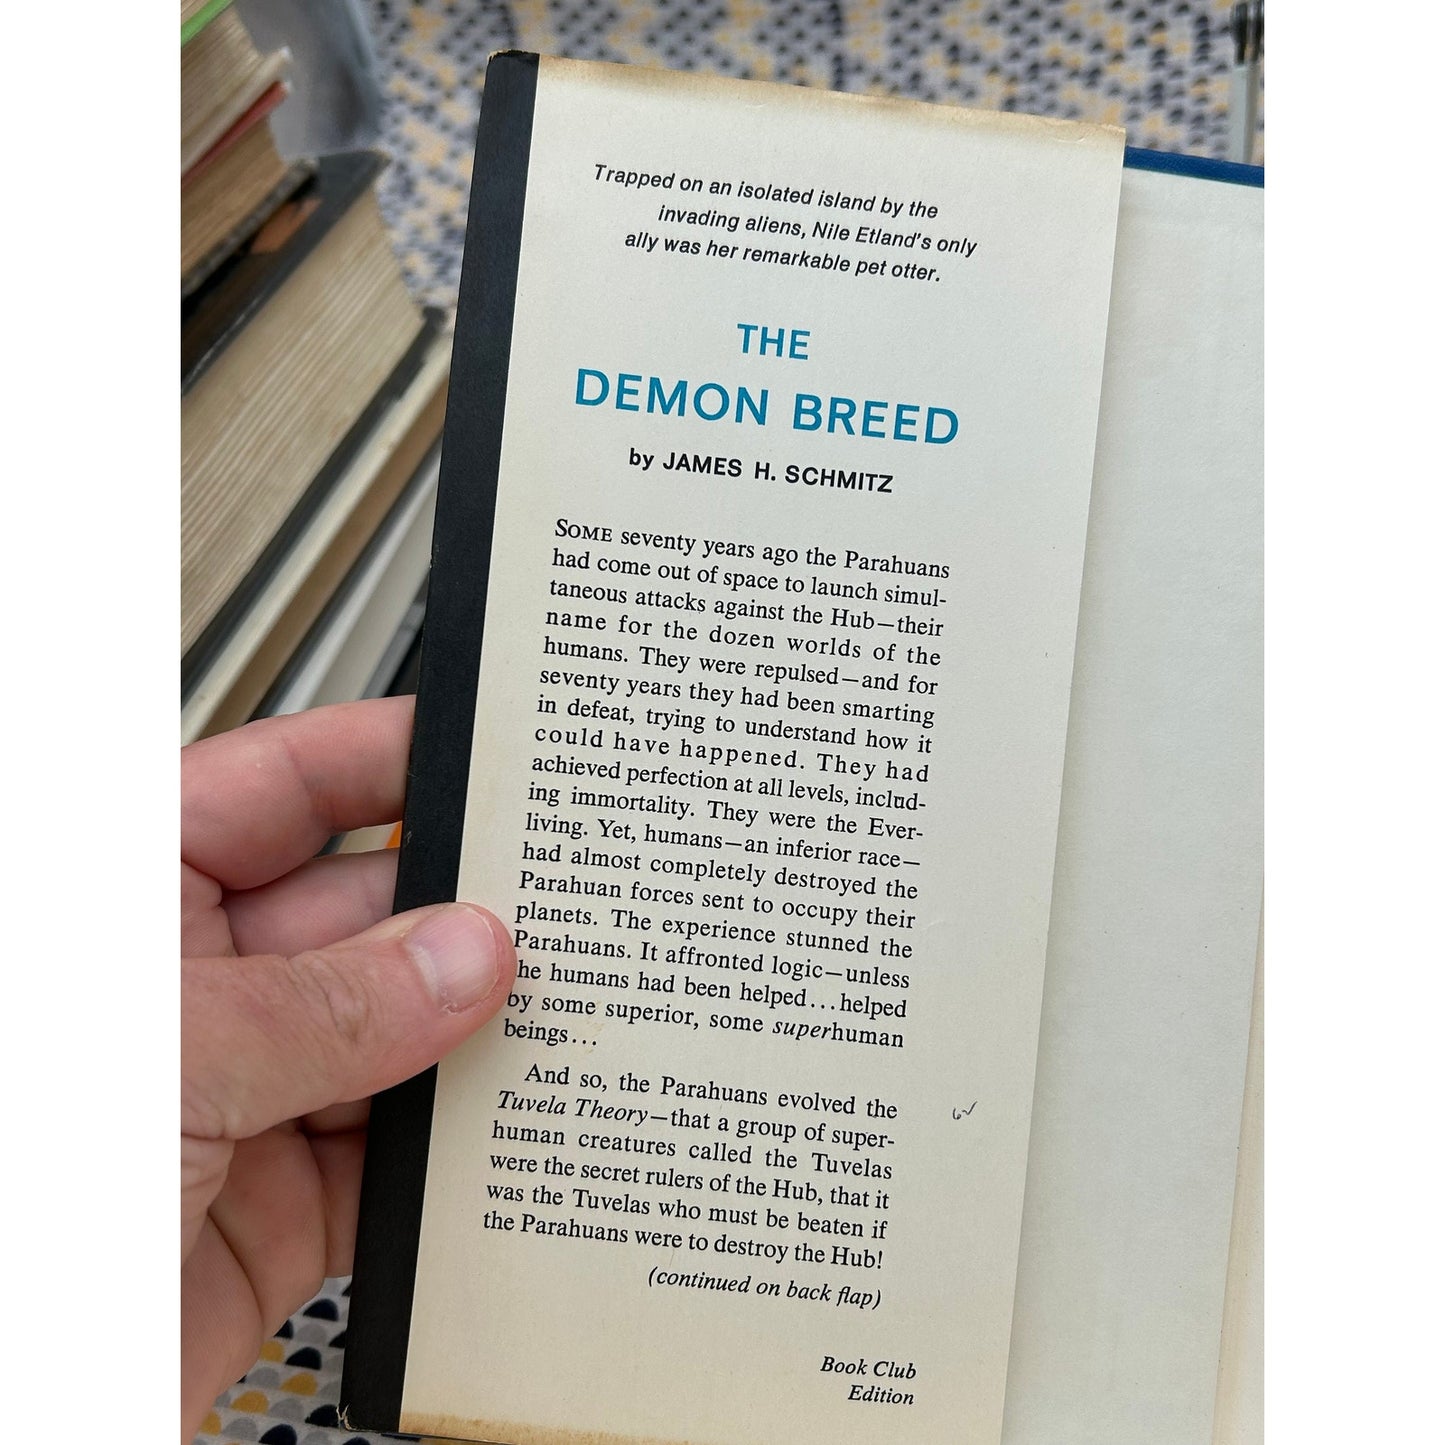 Trapped on an isolated island by the
invading aliens, Nile Etland's only
ally was her remarkable pet otter.
THE
DEMON BREED
by JAMES H. SCHMITZ
SOME seventy years ago the Parahuans
had come out of space to launch simul-
taneous attacks against the Hub—their
name for the dozen worlds of the
humans. They were repulsed—and for
seventy years they had been smarting
in defeat, trying to understand how it
could have happened. They had
achieved perfection at all levels, includ-
ing immortality. They were the Ever-
living. Yet, humans—an inferior race—
had almost completely destroyed the
Parahuan forces sent to occupy their
planets. The experience stunned the
Parahuans. It affronted logic—unless
he humans had been helped...helped
by some superior, some superhuman
beings...
And so, the Parahuans evolved the
Tuvela Theory—that a group of super-
human creatures called the Tuvelas
were the secret rulers of the Hub, that it
was the Tuvelas who must be beaten if
the Parahuans were to destroy the Hub!
(continued on back flap)
Book Club
Edition